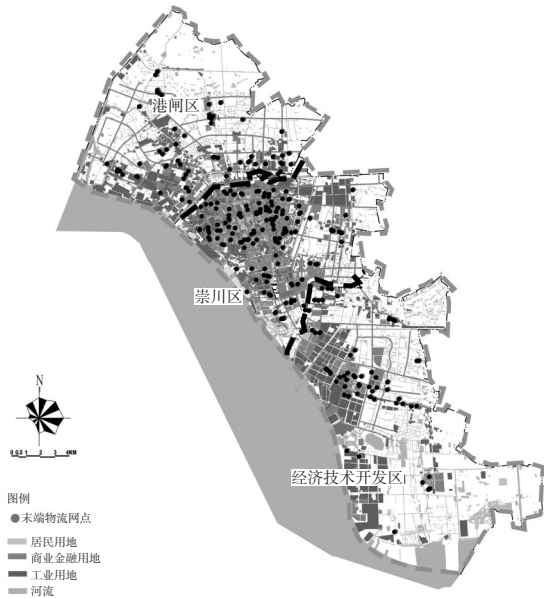 港闸区
崇川区
经济技术开发区
N
0 0.5 1 2 3 4KM
图例
末端物流网点
居民用地
商业金融用地
工业用地
河流